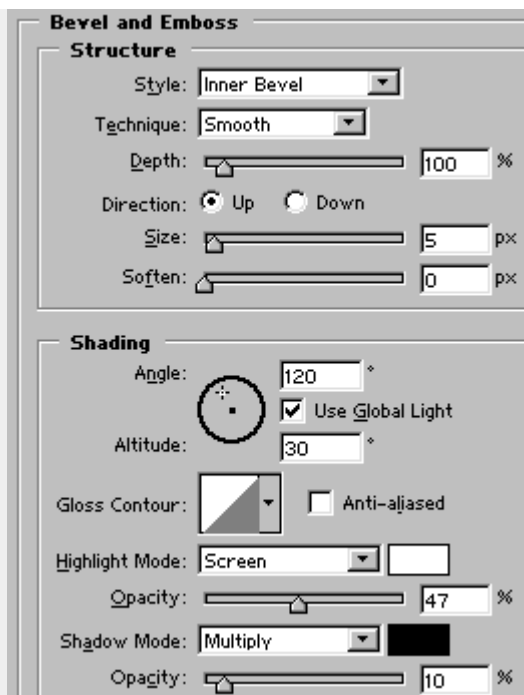 Bevel and Emboss
Structure
Style: Inner Bevel
Technique: Smooth
Depth: 100 %
Direction: Up Down
Size: 5 px
Soften: 0 px
Shading
Angle: 120 °
Use Global Light
Altitude: 30 °
Gloss Contour: Anti-aliased
Highlight Mode: Screen
Opacity: 47 %
Shadow Mode: Multiply
Opacity: 10 %